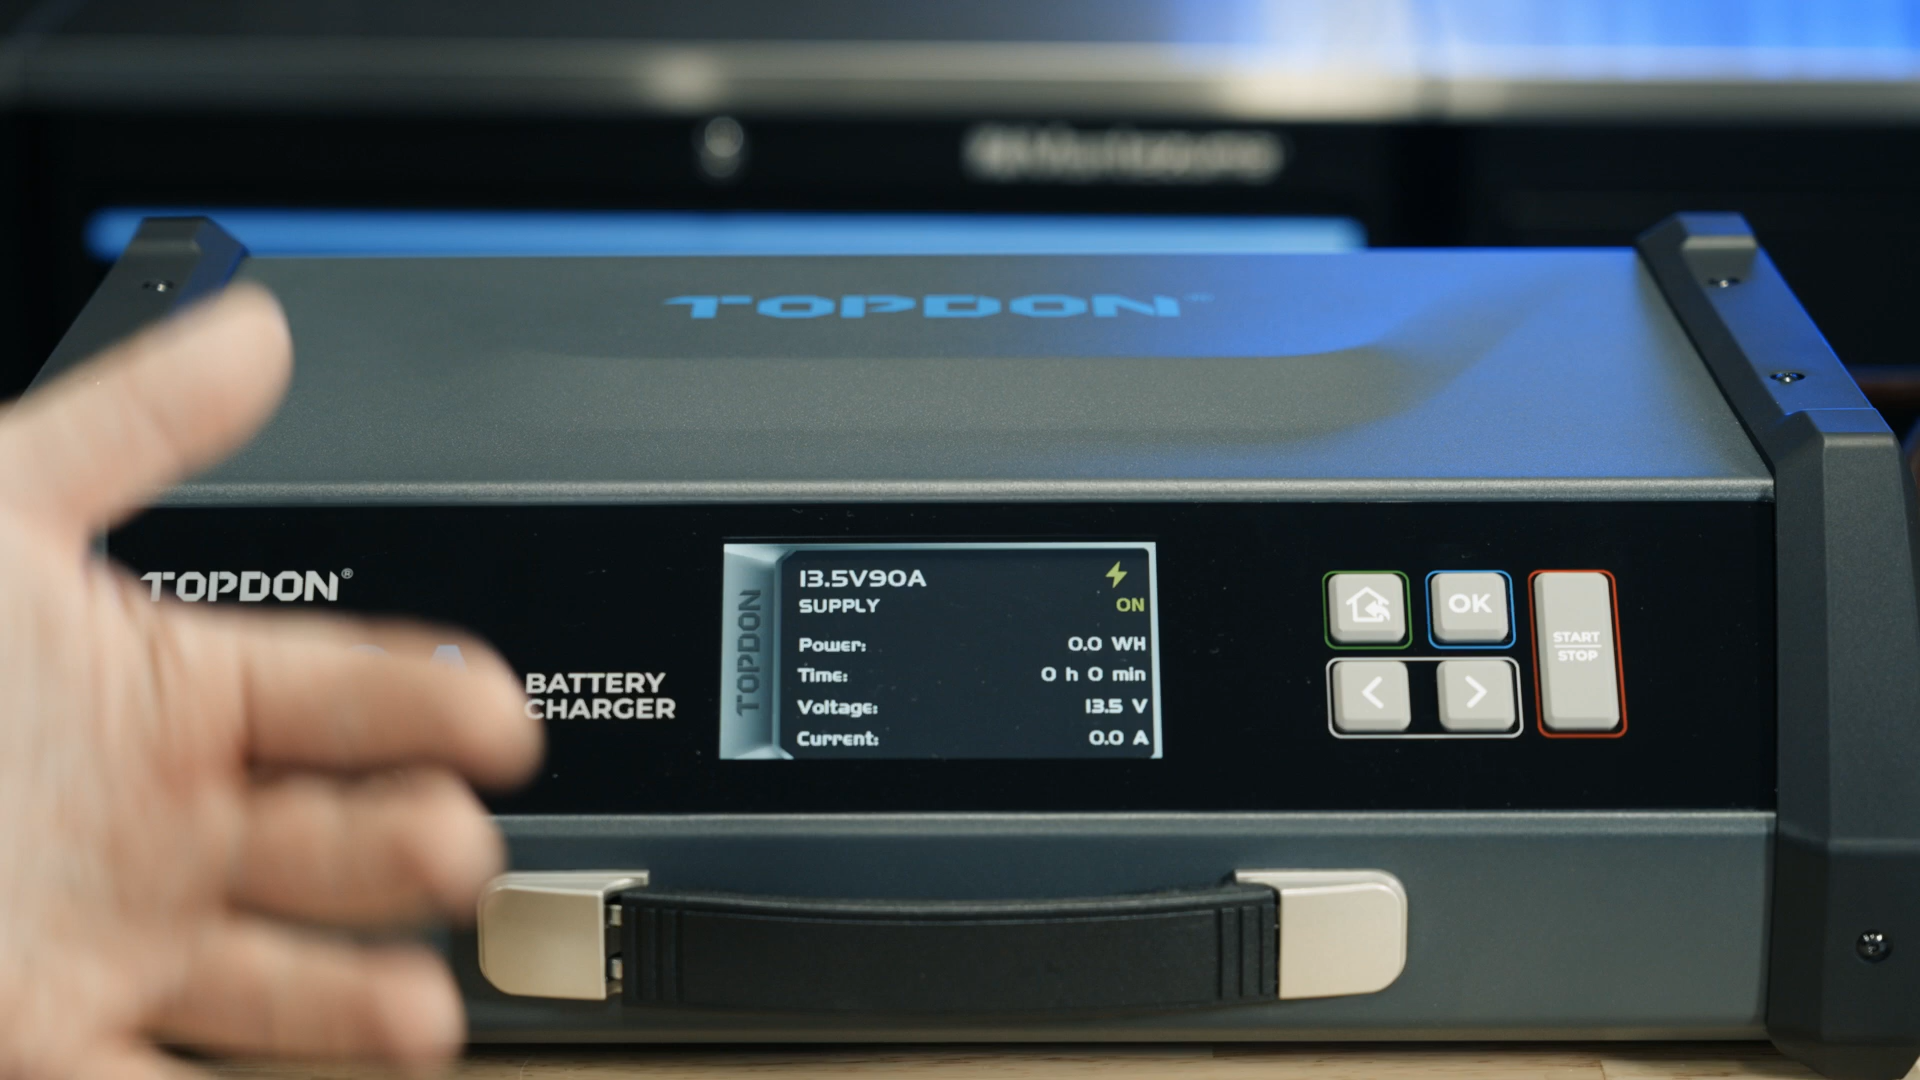 TOPDON®
TOPDON®
BATTERY
CHARGER
TOPDON
13.5V90A
SUPPLY
ON
Power: 0.0 WH
Time: 0 h 0 min
Voltage: 13.5 V
Current: 0.0 A
OK
START
STOP